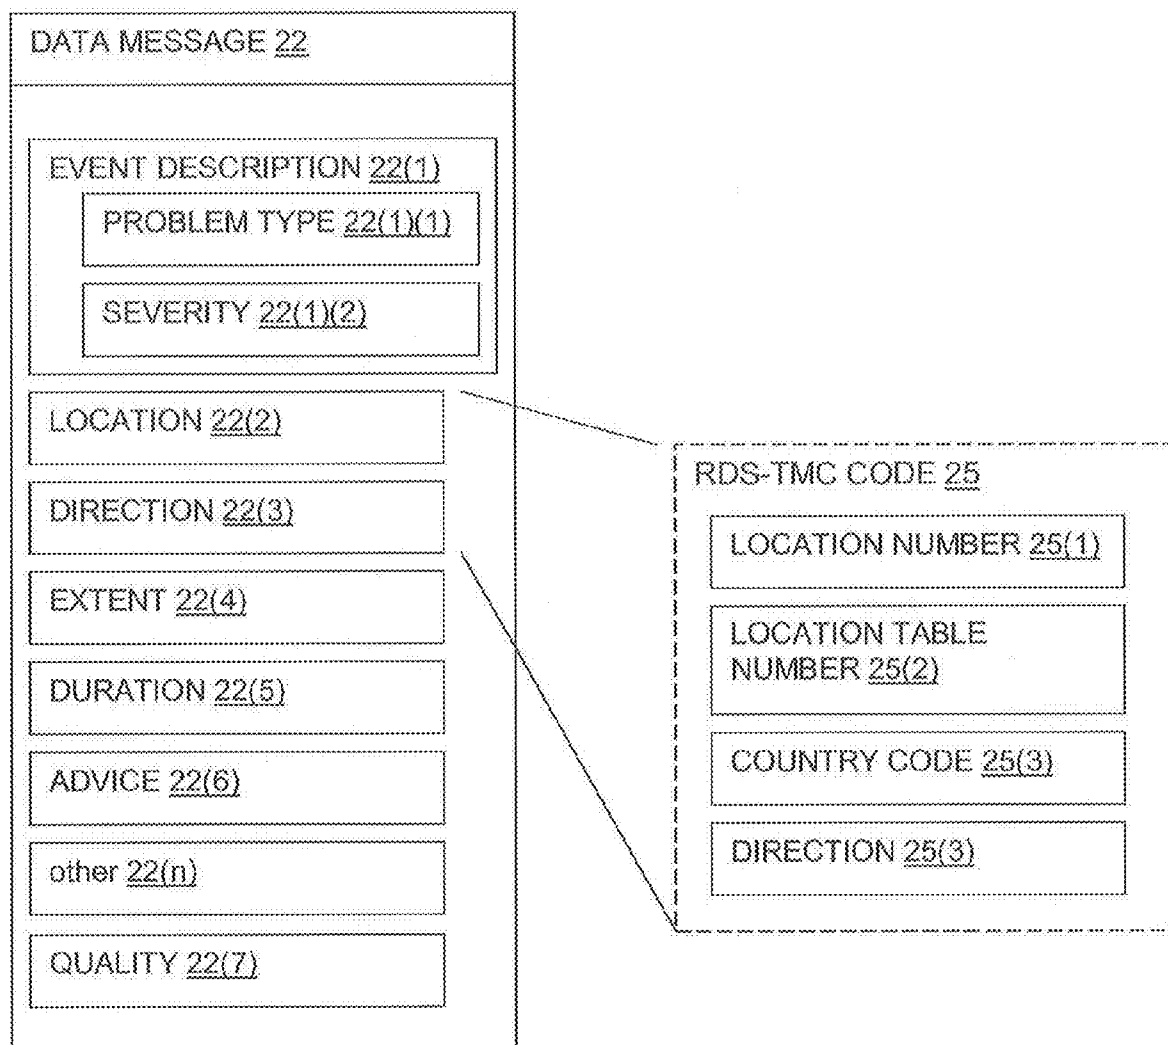 DATA MESSAGE 22
EVENT DESCRIPTION 22(1)
PROBLEM TYPE 22(1)(1)
SEVERITY 22(1)(2)
LOCATION 22(2)
DIRECTION 22(3)
EXTENT 22(4)
DURATION 22(5)
ADVICE 22(6)
other 22(n)
QUALITY 22(7)
RDS-TMC CODE 25
LOCATION NUMBER 25(1)
LOCATION TABLE
NUMBER 25(2)
COUNTRY CODE 25(3)
DIRECTION 25(3)